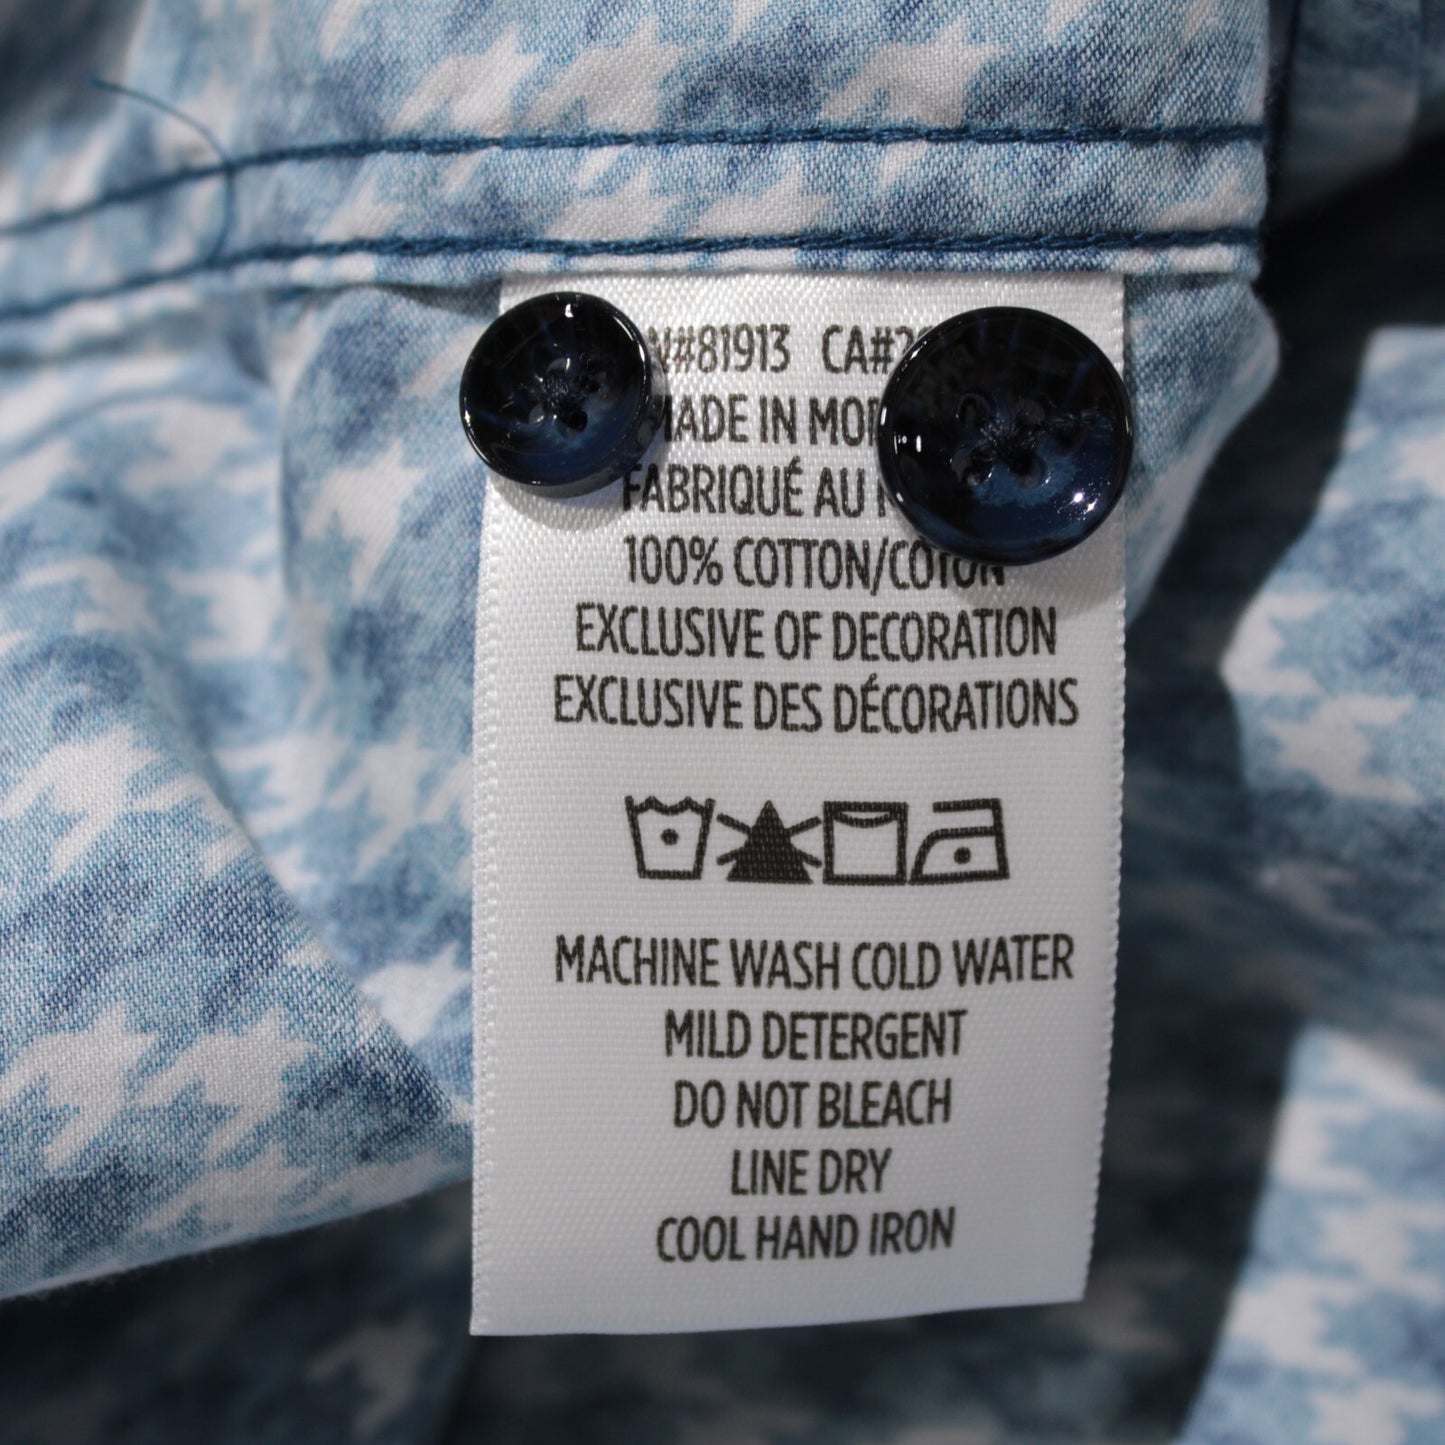 #81913 CA#2
MADE IN
FABRIQUÉ AU
100% COTTON/COTON
EXCLUSIVE OF DECORATION
EXCLUSIVE DES DÉCORATIONS
MACHINE WASH COLD WATER
MILD DETERGENT
DO NOT BLEACH
LINE DRY
COOL HAND IRON